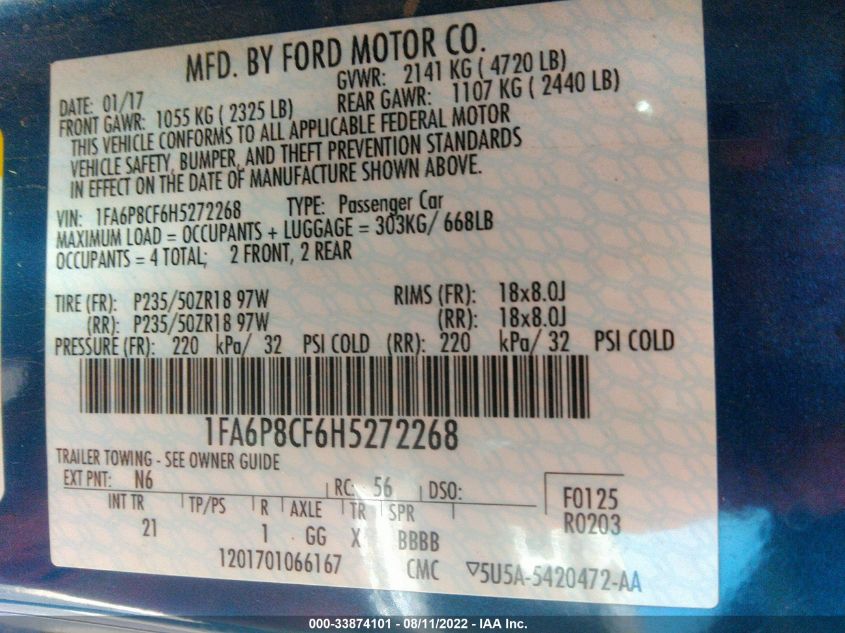 MFD. BY FORD MOTOR CO.
DATE: 01/17 GVWR: 2141 KG ( 4720 LB)
FRONT GAWR: 1055 KG ( 2325 LB) REAR GAWR: 1107 KG ( 2440 LB)
THIS VEHICLE CONFORMS TO ALL APPLICABLE FEDERAL MOTOR
VEHICLE SAFETY, BUMPER, AND THEFT PREVENTION STANDARDS
IN EFFECT ON THE DATE OF MANUFACTURE SHOWN ABOVE.
VIN: 1FA6P8CF6H5272268 TYPE: Passenger Car
MAXIMUM LOAD = OCCUPANTS + LUGGAGE = 303KG/ 668LB
OCCUPANTS = 4 TOTAL; 2 FRONT, 2 REAR
TIRE (FR): P235/50ZR18 97W RIMS (FR): 18x8.0J
(RR): P235/50ZR18 97W (RR): 18x8.0J
PRESSURE (FR): 220 kPa/ 32 PSI COLD (RR): 220 kPa/ 32 PSI COLD
1FA6P8CF6H5272268
TRAILER TOWING - SEE OWNER GUIDE
EXT PNT: N6 RC: 56 DSO: F0125
INT TR TP/PS R AXLE TR SPR R0203
21 1 GG X BBBB
1201701066167 CMC ▽5U5A-5420472-AA
000-33874101 - 08/11/2022 - IAA Inc.